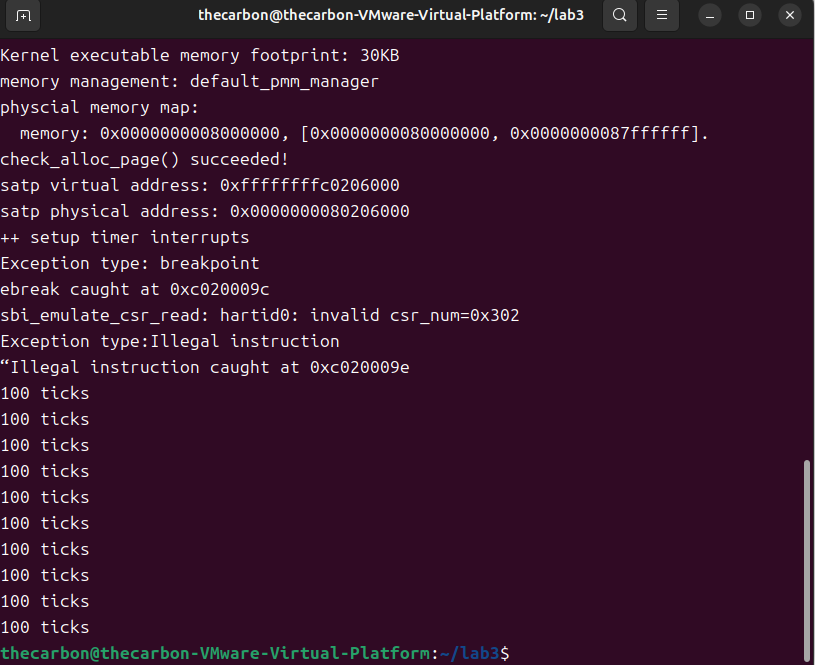 thecarbon@thecarbon-VMware-Virtual-Platform: ~/lab3
Kernel executable memory footprint: 30KB
memory management: default_pmm_manager
physcial memory map:
  memory: 0x0000000008000000, [0x0000000080000000, 0x0000000087ffffff].
check_alloc_page() succeeded!
satp virtual address: 0xffffffffc0206000
satp physical address: 0x0000000080206000
++ setup timer interrupts
Exception type: breakpoint
ebreak caught at 0xc020009c
sbi_emulate_csr_read: hartid0: invalid csr_num=0x302
Exception type:Illegal instruction
“Illegal instruction caught at 0xc020009e
100 ticks
100 ticks
100 ticks
100 ticks
100 ticks
100 ticks
100 ticks
100 ticks
100 ticks
100 ticks
thecarbon@thecarbon-VMware-Virtual-Platform:~/lab3$